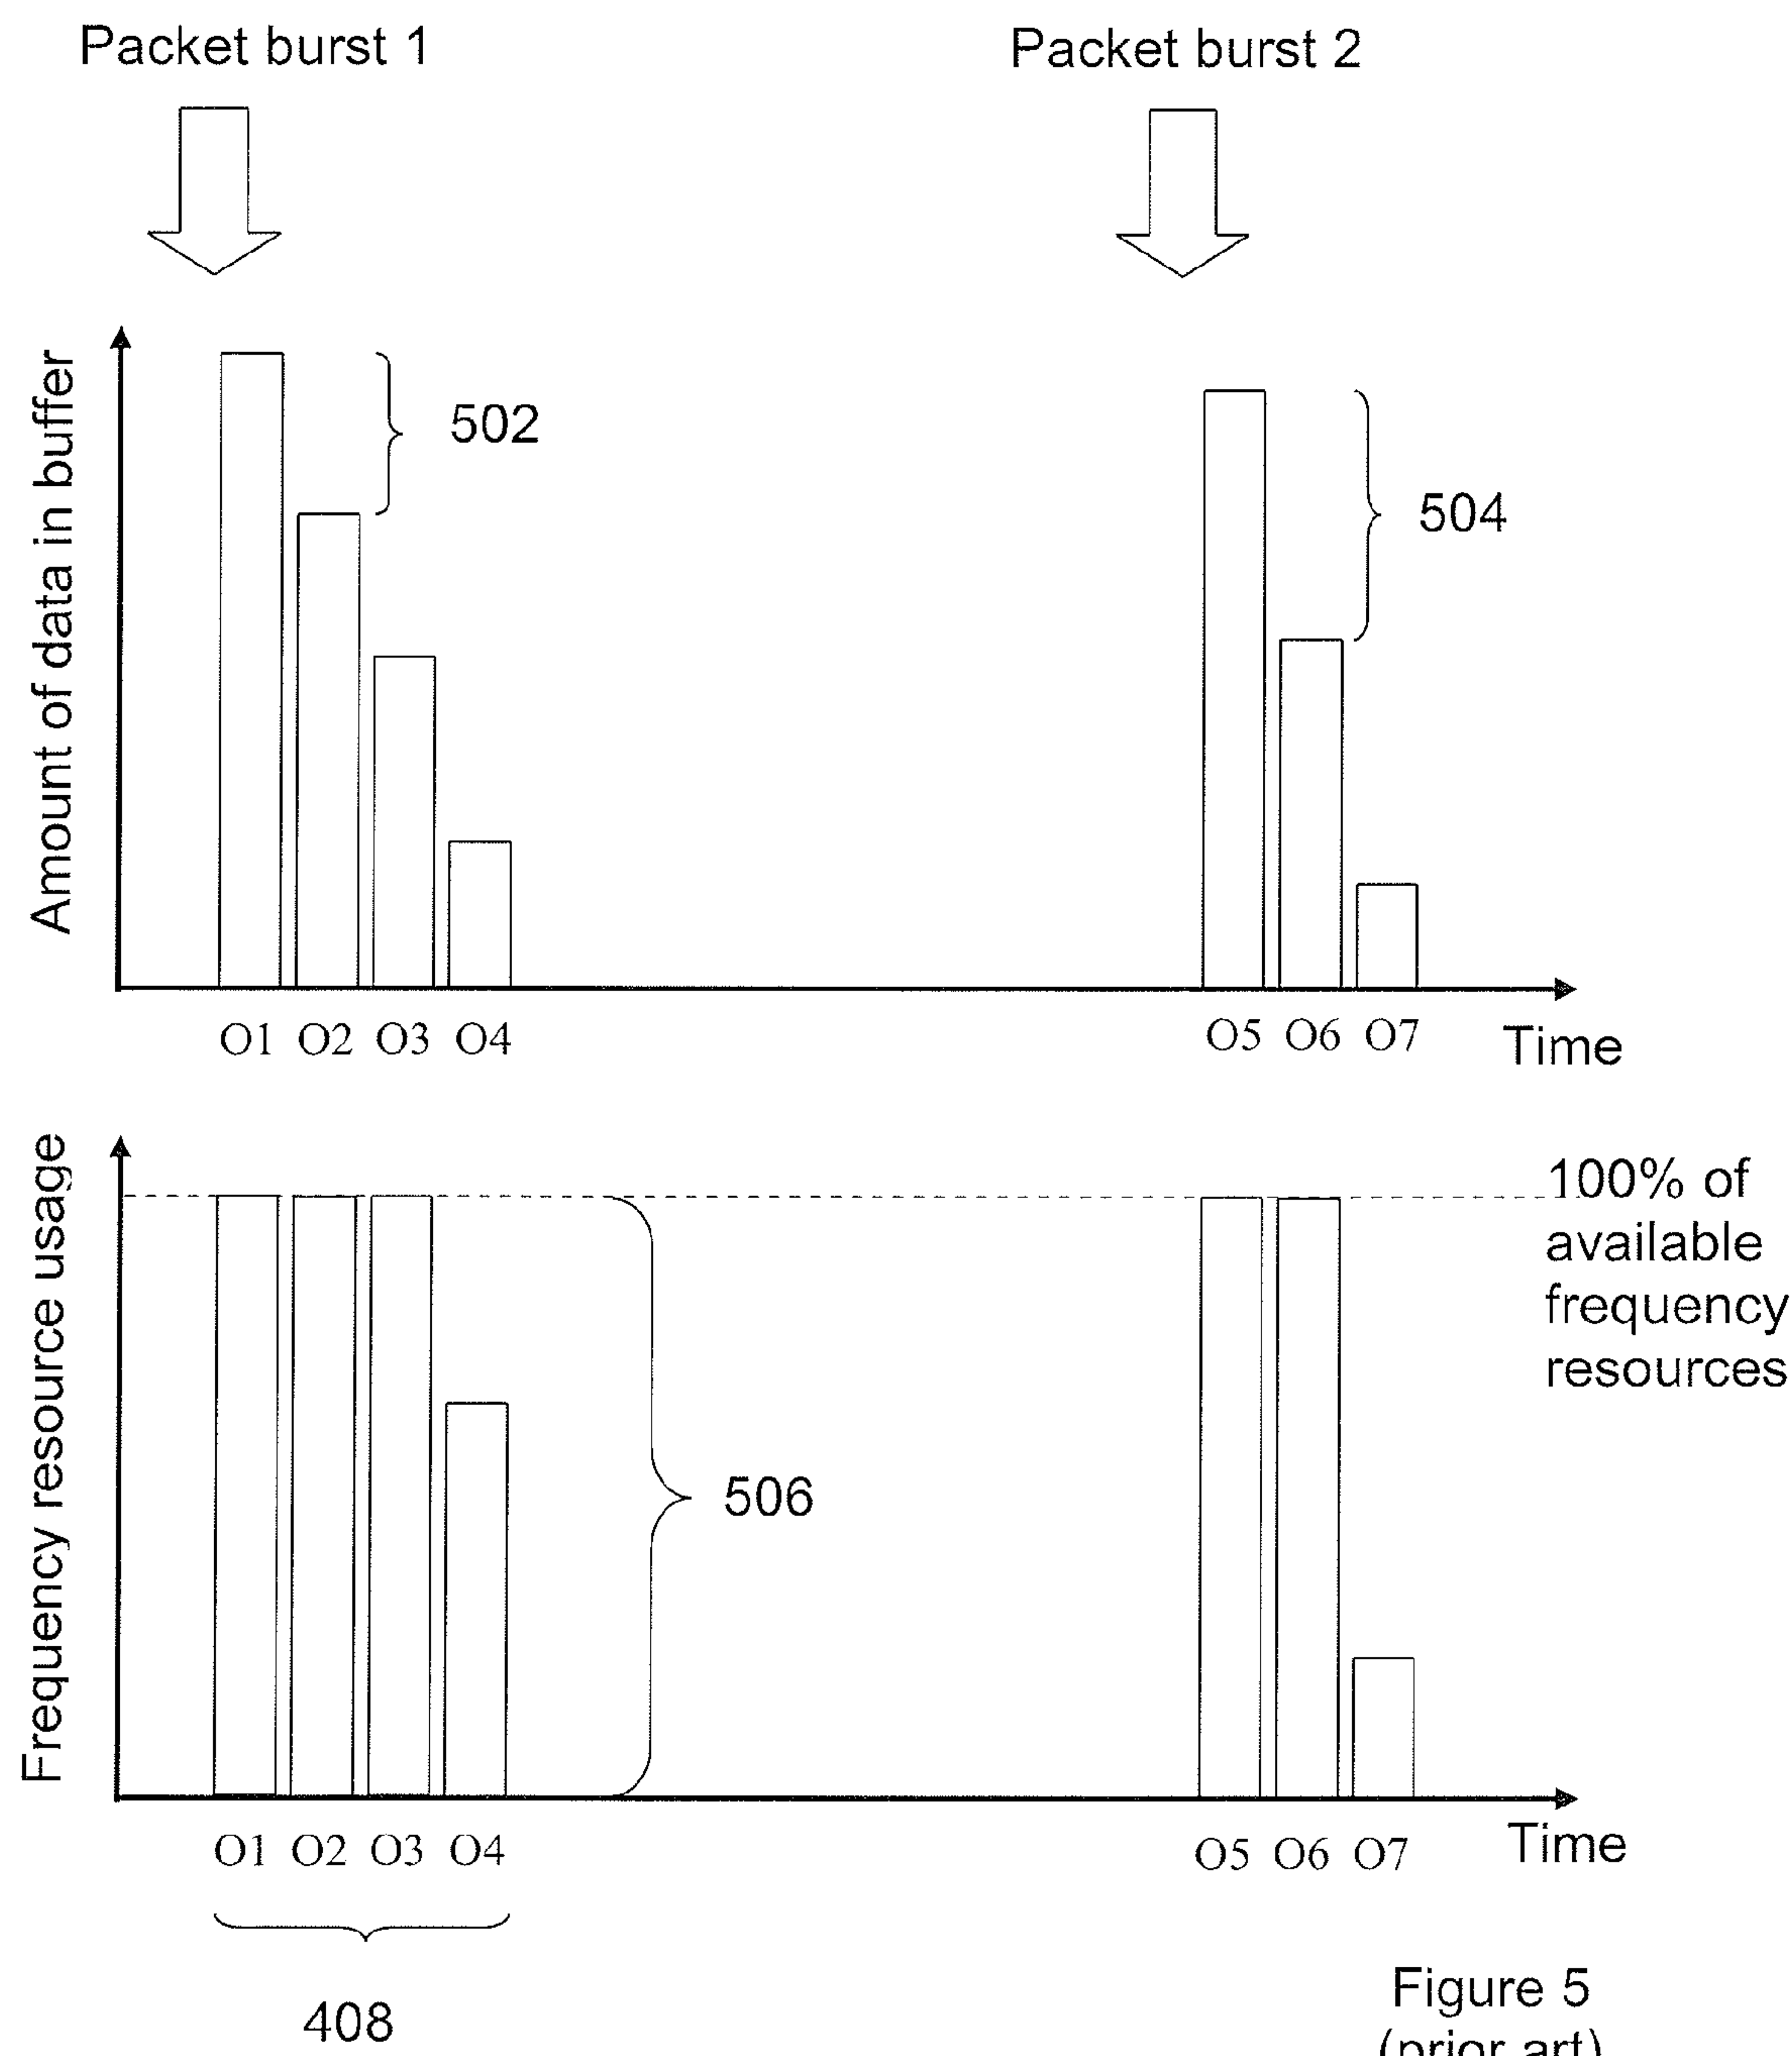 Packet burst 1
Packet burst 2
Amount of data in buffer
502
504
O1 O2 O3 O4
O5 O6 O7
Time
Frequency resource usage
100% of
available
frequency
resources
506
O1 O2 O3 O4
O5 O6 O7
Time
408
Figure 5
(prior art)